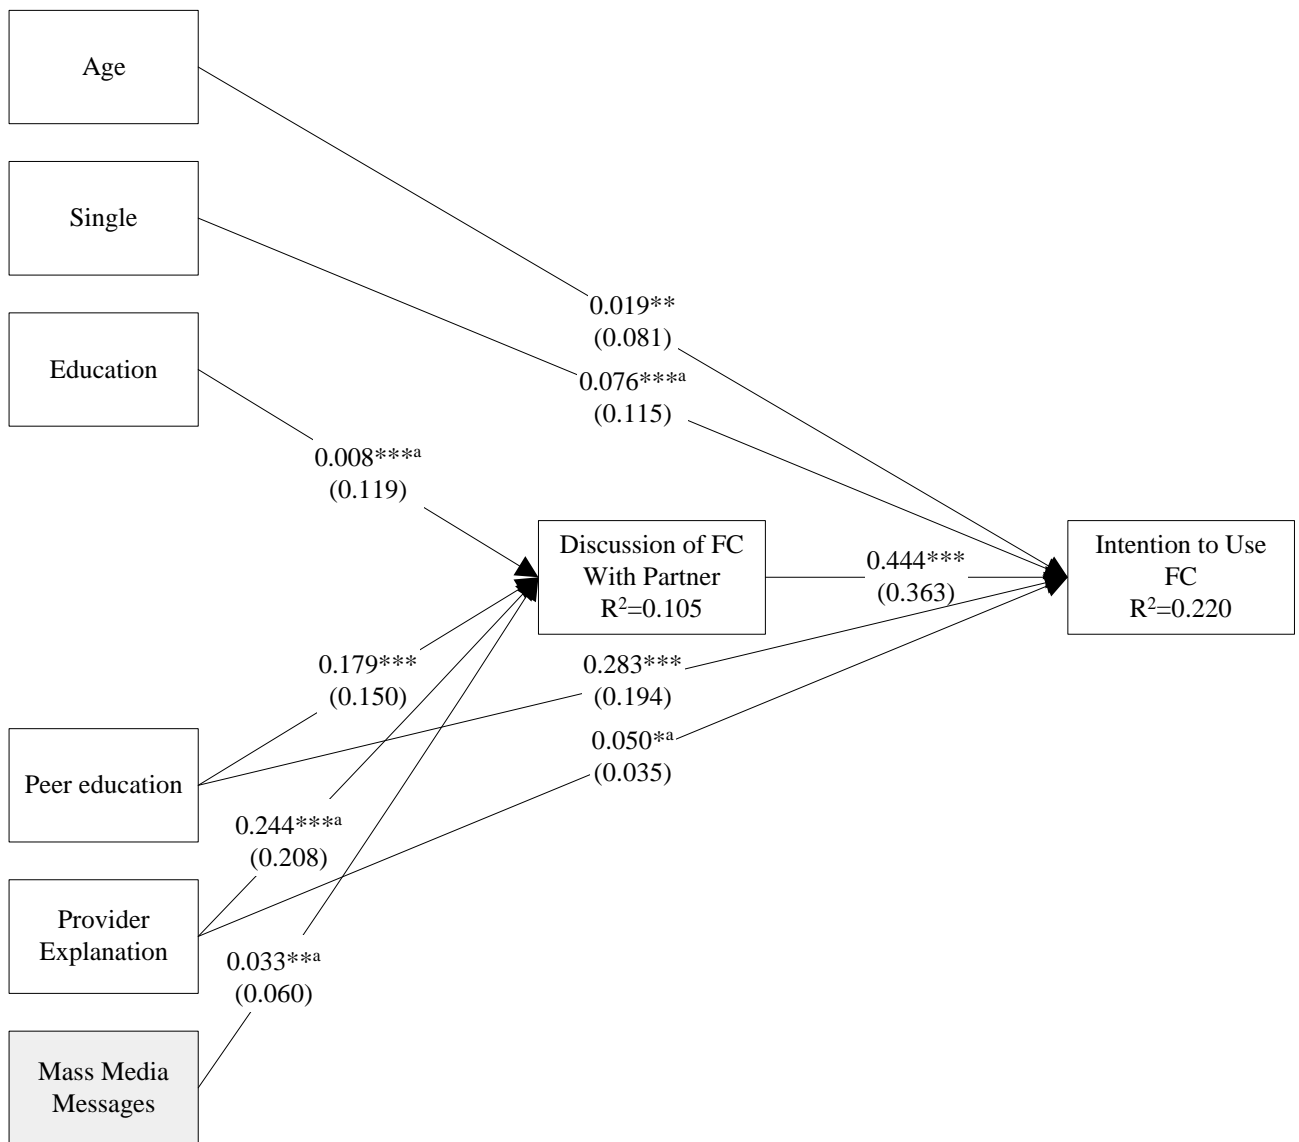 Age
Single
Education
0.019**
(0.081)
0.076***ᵃ
(0.115)
0.008***ᵃ
(0.119)
Discussion of FC
With Partner
R²=0.105
0.444***
(0.363)
Intention to Use
FC
R²=0.220
0.179***
(0.150)
0.283***
(0.194)
0.050*ᵃ
(0.035)
Peer education
0.244***ᵃ
(0.208)
Provider
Explanation
0.033**ᵃ
(0.060)
Mass Media
Messages